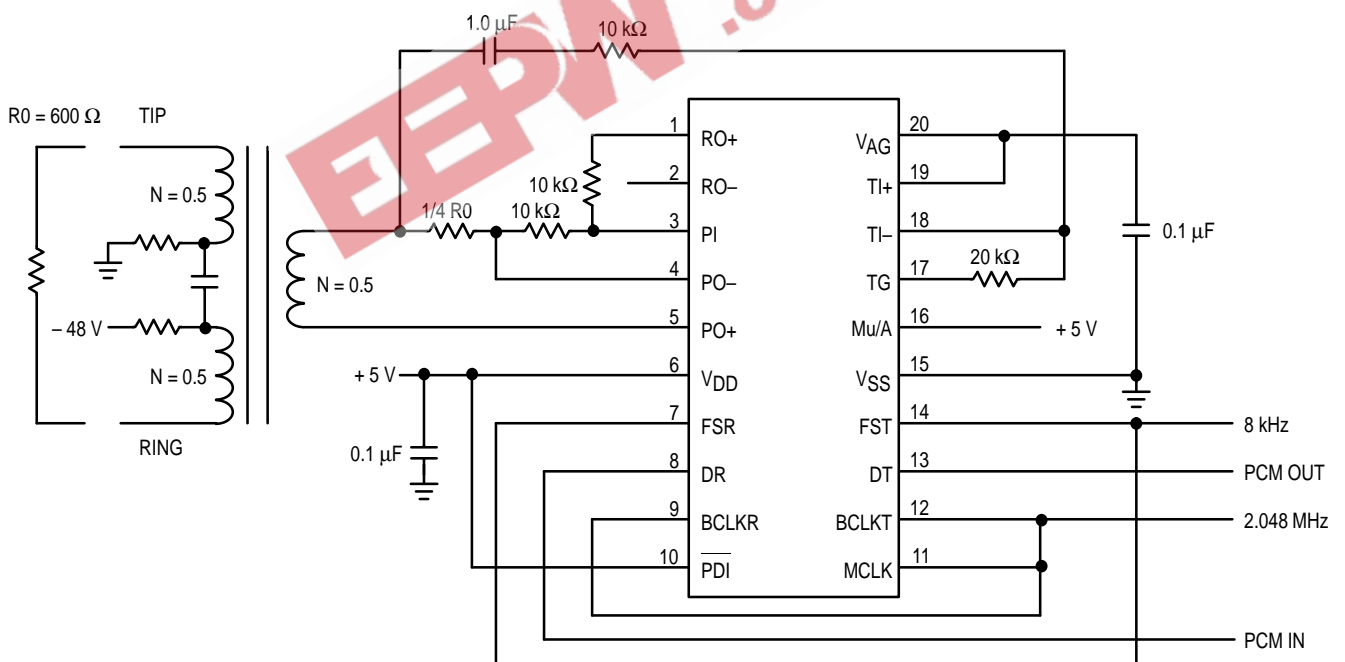 1.0 μF
10 kΩ
EEPW
R0 = 600 Ω
TIP
N = 0.5
– 48 V
N = 0.5
RING
N = 0.5
1/4 R0
10 kΩ
10 kΩ
+ 5 V
0.1 μF
1 RO+
2 RO–
3 PI
4 PO–
5 PO+
6 VDD
7 FSR
8 DR
9 BCLKR
10 PDI
VAG 20
TI+ 19
TI– 18
TG 17
Mu/A 16
VSS 15
FST 14
DT 13
BCLKT 12
MCLK 11
20 kΩ
0.1 μF
+ 5 V
8 kHz
PCM OUT
2.048 MHz
PCM IN